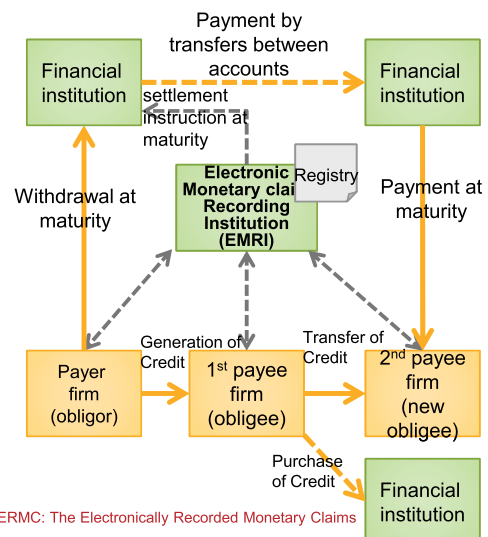 Payment by
transfers between
accounts
Financial
institution
Financial
institution
settlement
instruction at
maturity
Electronic
Monetary claim
Recording
Institution
(EMRI)
Registry
Withdrawal at
maturity
Payment at
maturity
Generation of
Credit
Transfer of
Credit
Payer
firm
(obligor)
1st payee
firm
(obligee)
2nd payee
firm
(new
obligee)
Purchase
of Credit
Financial
institution
ERMC: The Electronically Recorded Monetary Claims